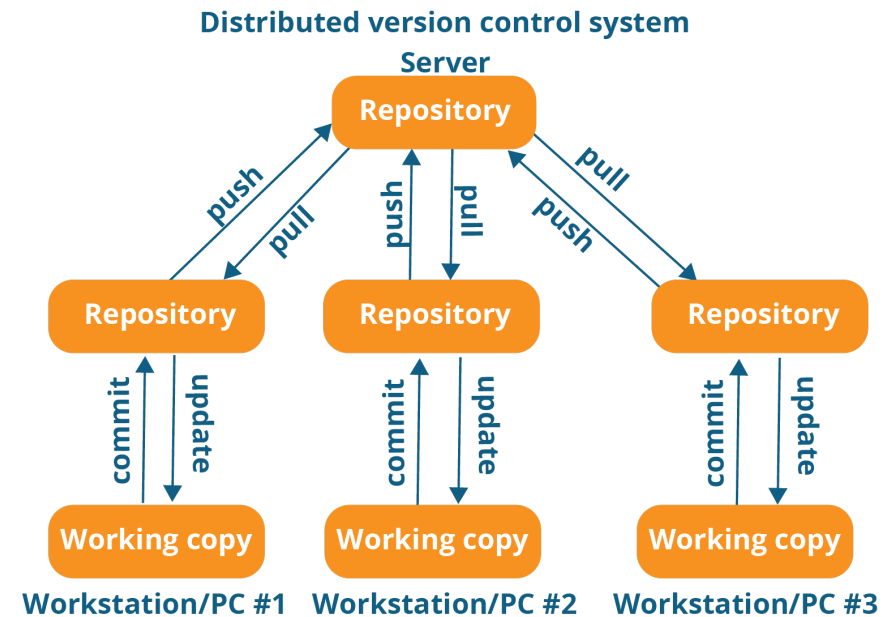 Distributed version control system
Server
Repository
push
pull
push
pull
push
pull
Repository
Repository
Repository
commit
update
commit
update
commit
update
Working copy
Working copy
Working copy
Workstation/PC #1
Workstation/PC #2
Workstation/PC #3